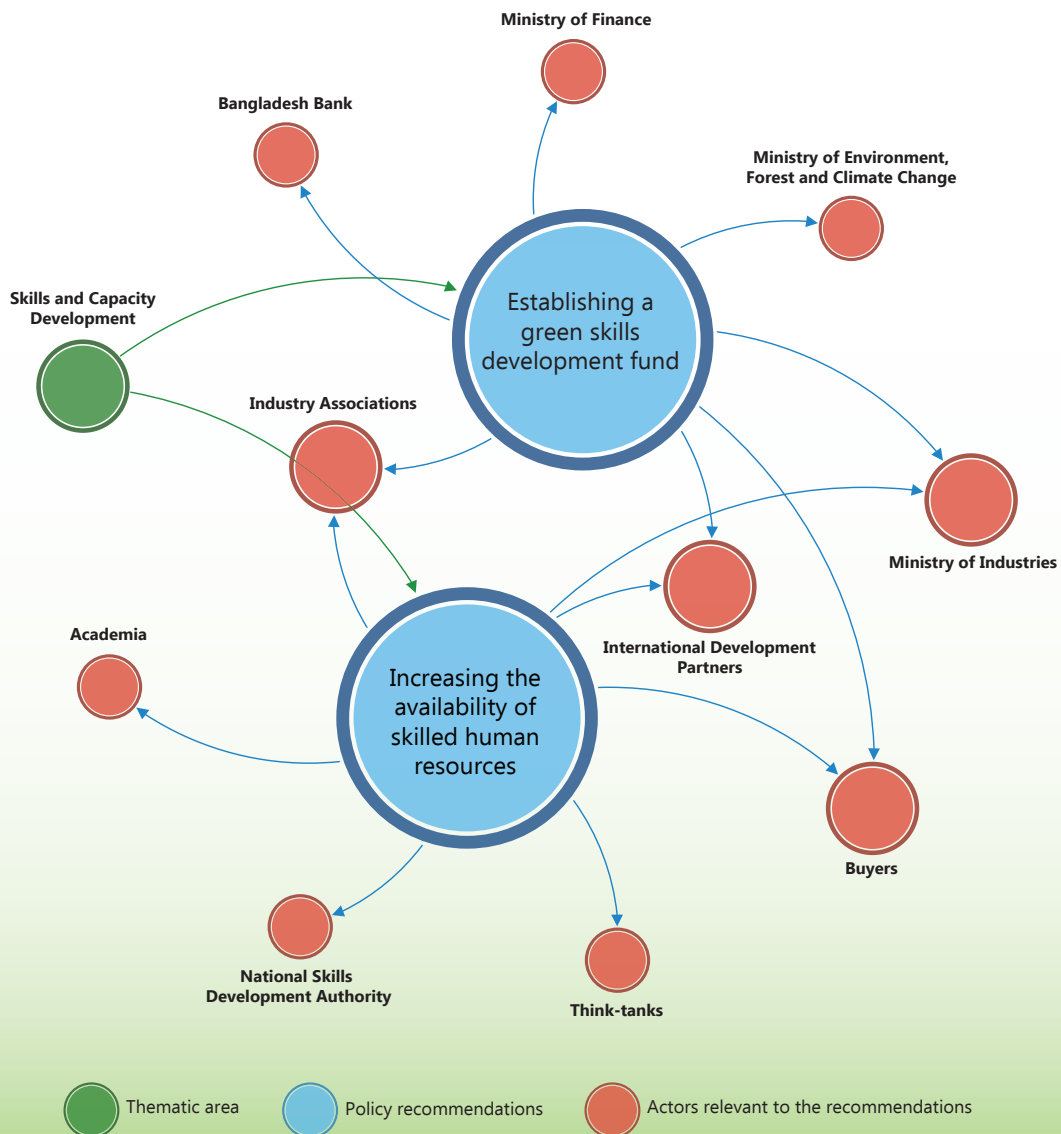 Ministry of Finance
Bangladesh Bank
Ministry of Environment,
Forest and Climate Change
Establishing a
green skills
development fund
Skills and Capacity
Development
Industry Associations
Ministry of Industries
International Development
Partners
Academia
Increasing the
availability of
skilled human
resources
Buyers
National Skills
Development Authority
Think-tanks
Thematic area
Policy recommendations
Actors relevant to the recommendations